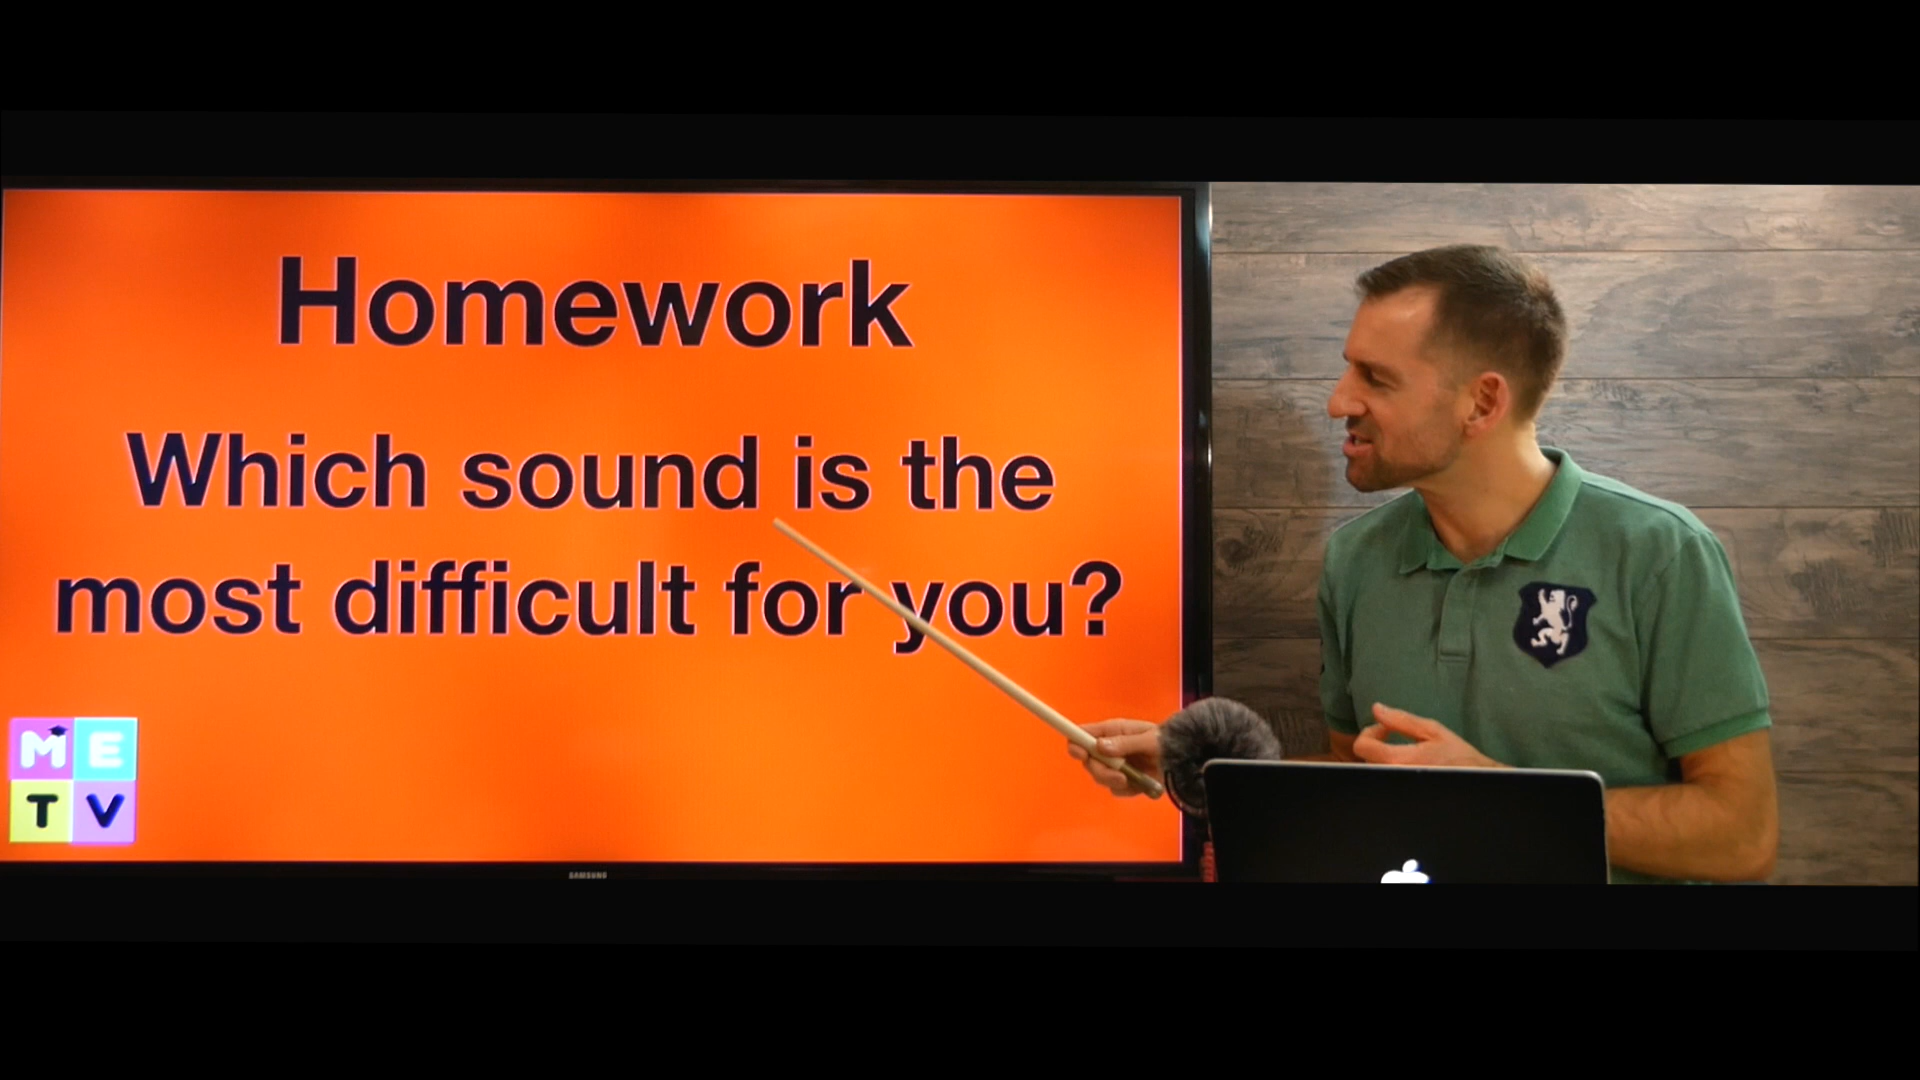 Homework
Which sound is the
most difficult for you?
M E
T V
SAMSUNG